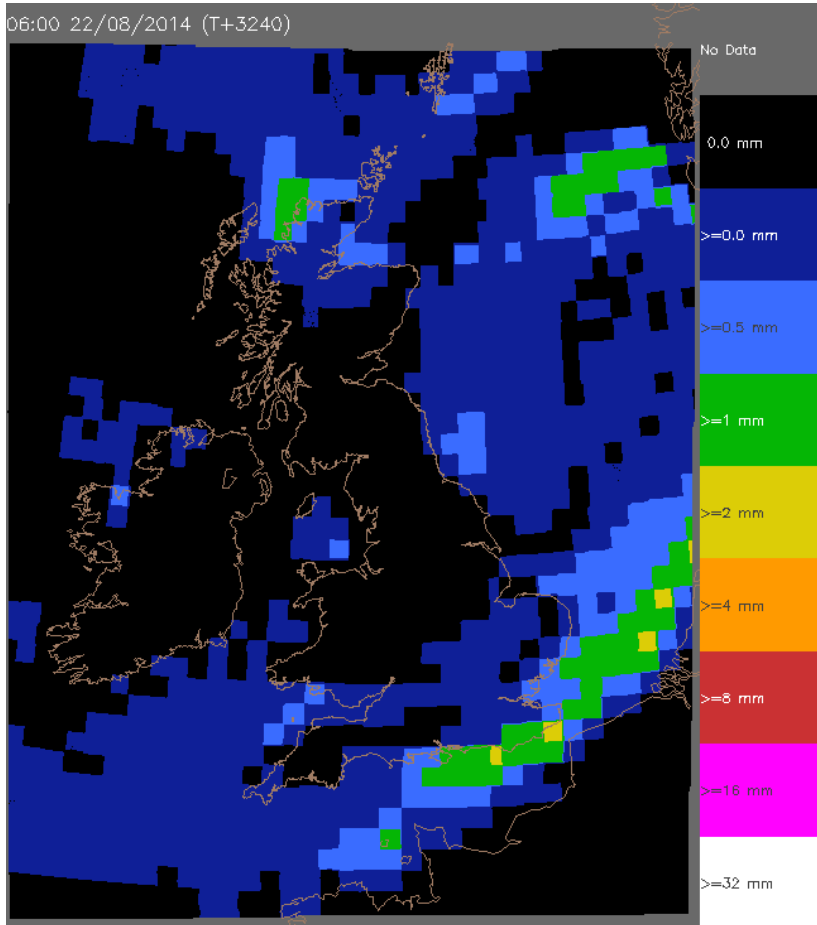 06:00 22/08/2014 (T+3240)
No Data
0.0 mm
>=0.0 mm
>=0.5 mm
>=1 mm
>=2 mm
>=4 mm
>=8 mm
>=16 mm
>=32 mm